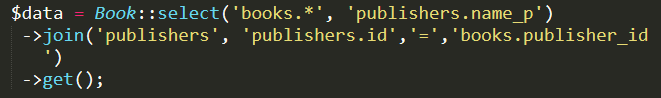 $data = Book::select('books.*', 'publishers.name_p')
->join('publishers', 'publishers.id','=','books.publisher_id
')
->get();